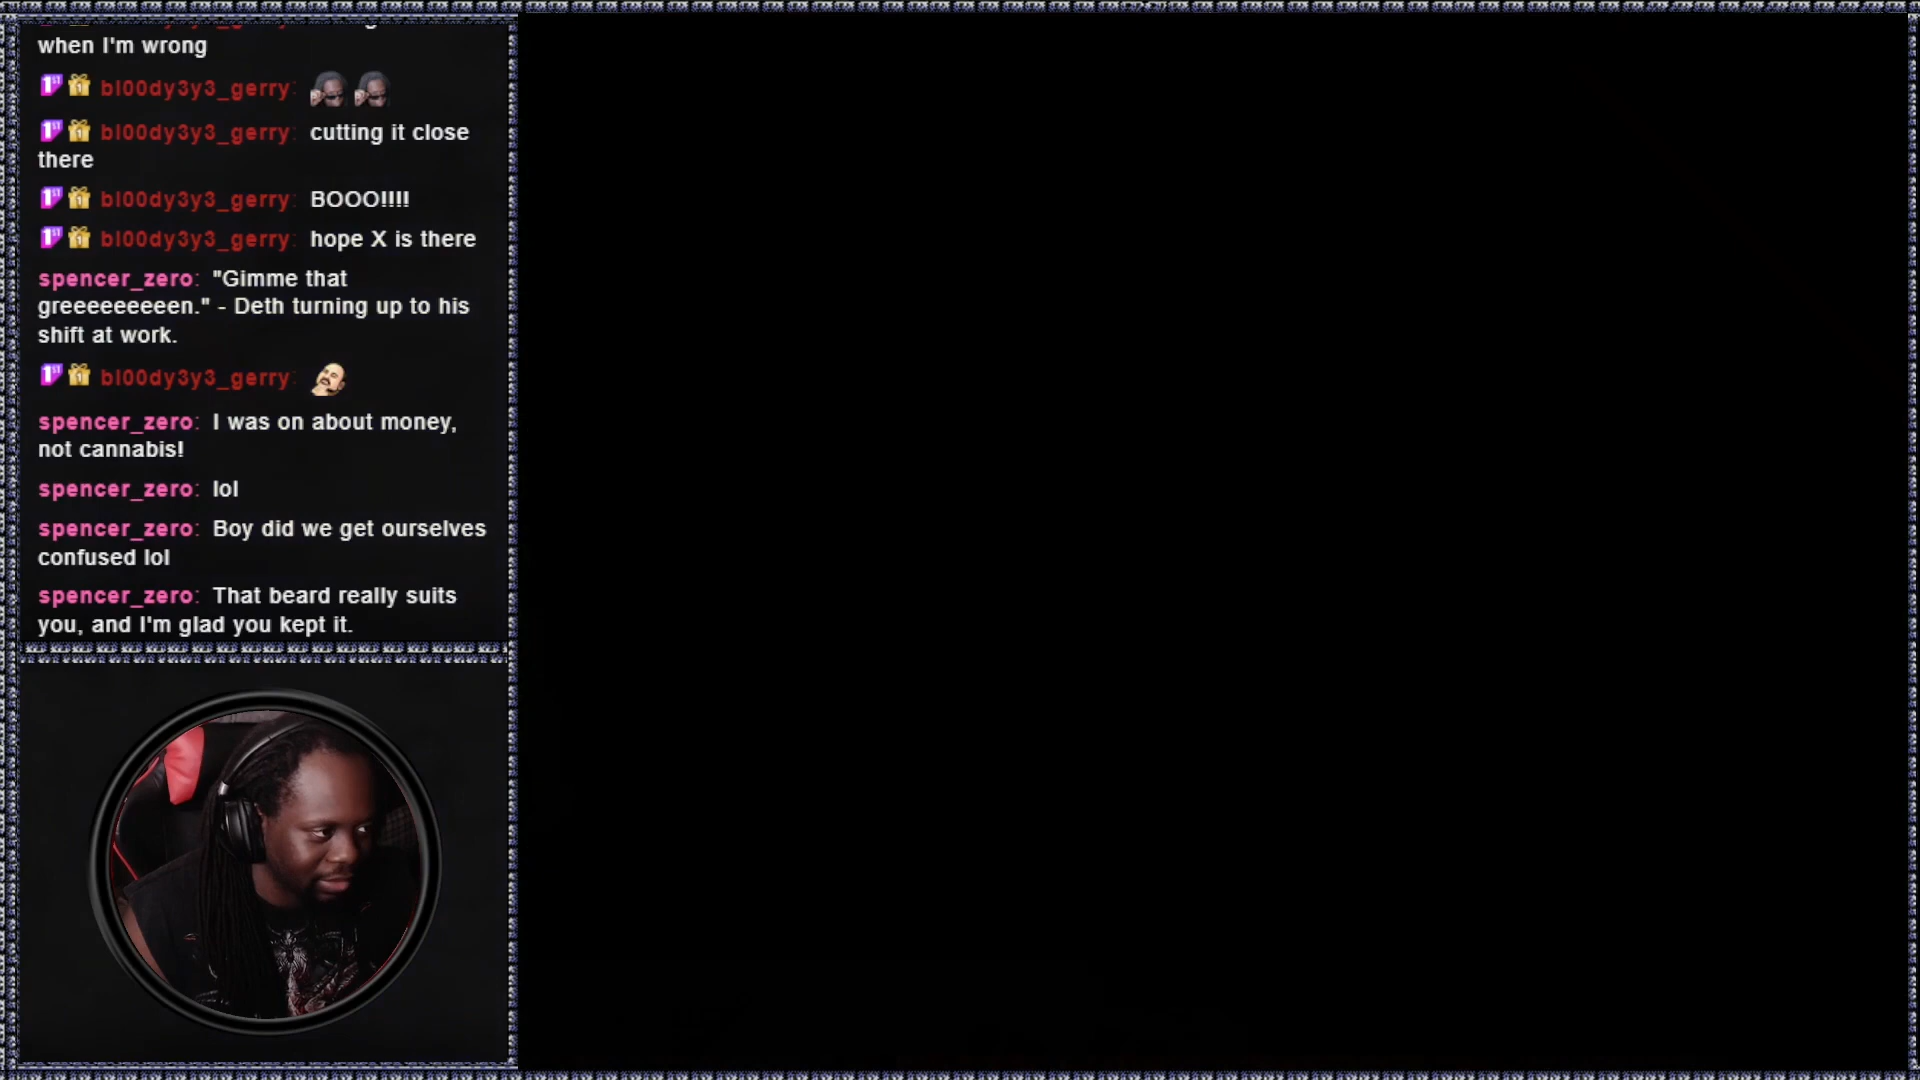 when I'm wrong
bl00dy3y3_gerry:
bl00dy3y3_gerry: cutting it close
there
bl00dy3y3_gerry: BOOO!!!!
bl00dy3y3_gerry: hope X is there
spencer_zero: "Gimme that
greeeeeeeeen." - Deth turning up to his
shift at work.
bl00dy3y3_gerry:
spencer_zero: I was on about money,
not cannabis!
spencer_zero: lol
spencer_zero: Boy did we get ourselves
confused lol
spencer_zero: That beard really suits
you, and I'm glad you kept it.